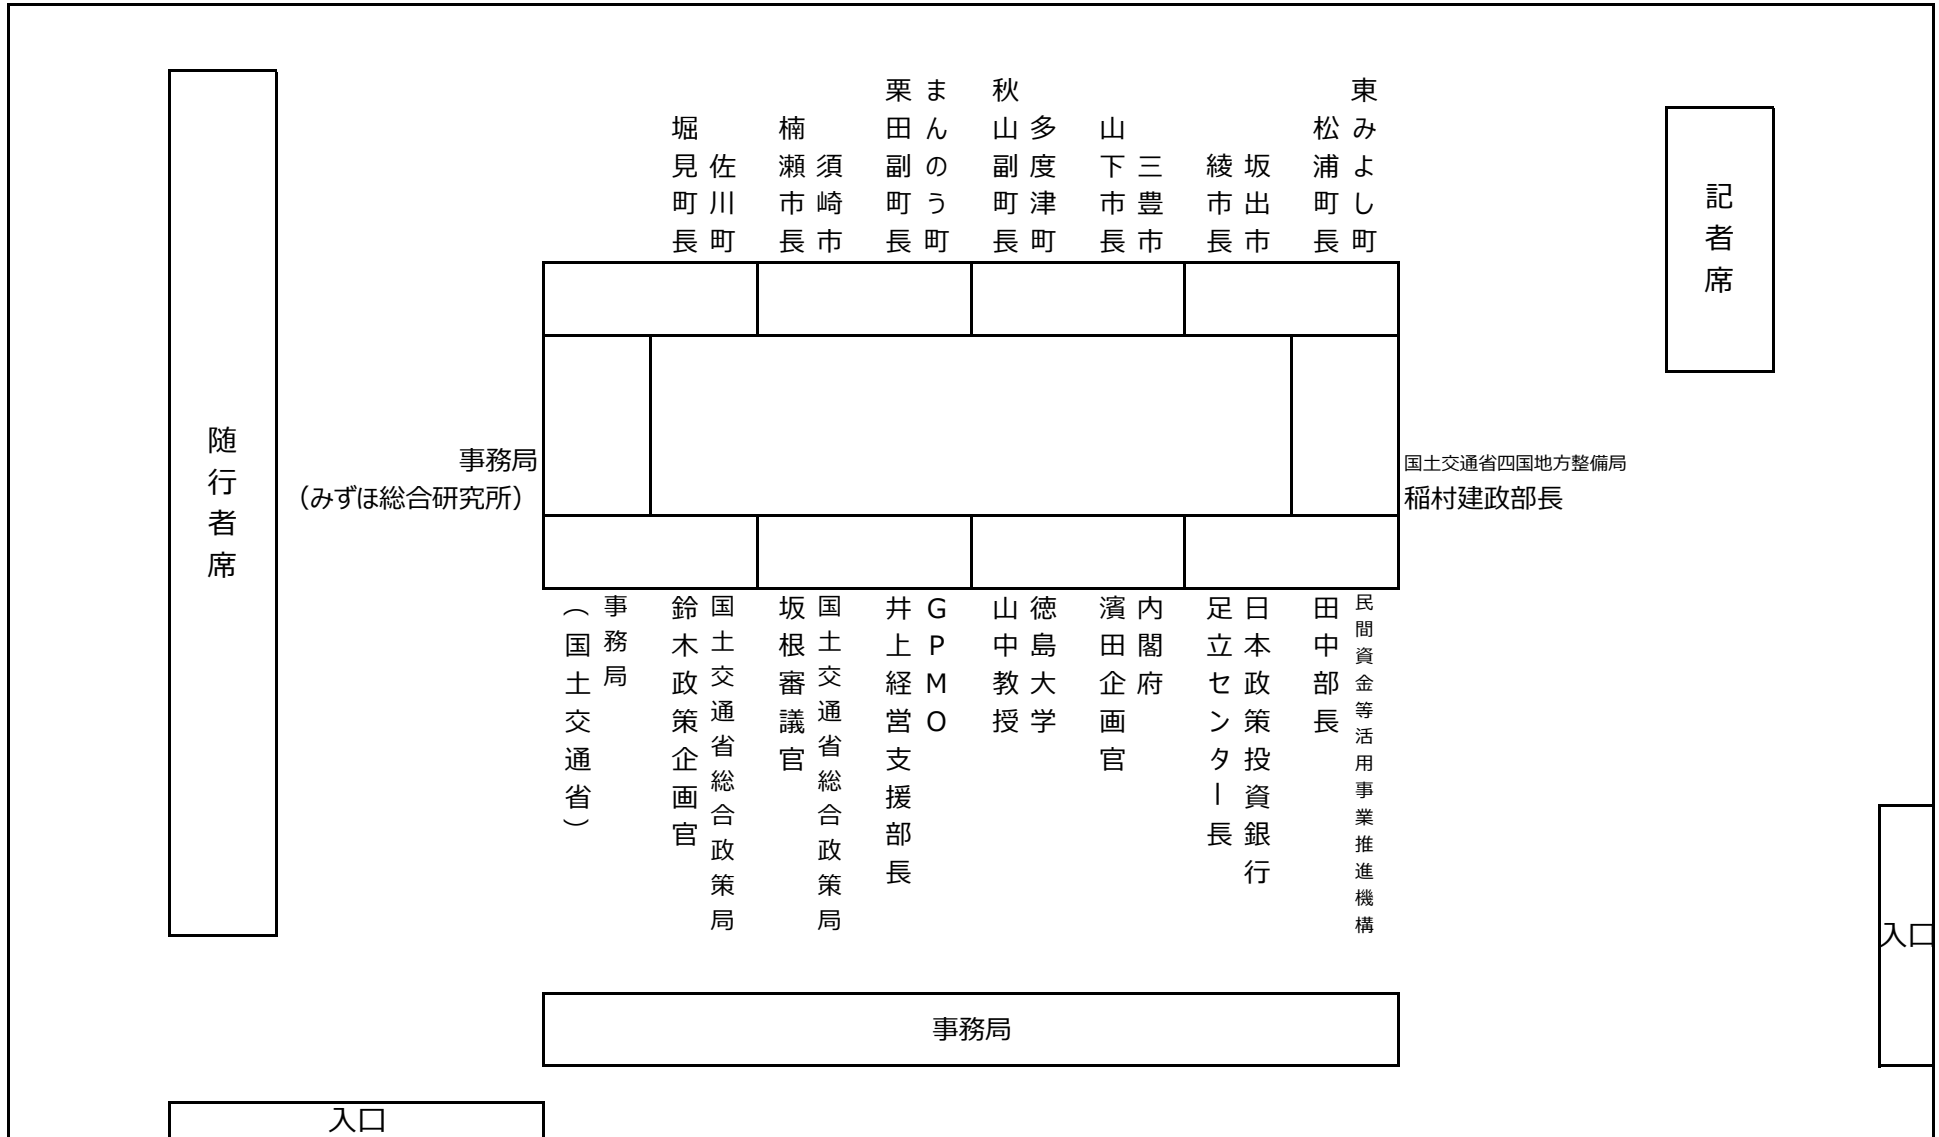 東みよし町
松浦町長
坂出市
綾市長
三豊市
山下市長
多度津町
秋山副町長
まんのう町
栗田副町長
須崎市
楠瀬市長
佐川町
堀見町長
記者席
随行者席
事務局
（みずほ総合研究所）
国土交通省四国地方整備局
稲村建政部長
民間資金等活用事業推進機構
田中部長
日本政策投資銀行
足立センター長
内閣府
濱田企画官
徳島大学
山中教授
GPMO
井上経営支援部長
国土交通省総合政策局
坂根審議官
国土交通省総合政策局
鈴木政策企画官
事務局
（国土交通省）
入口
事務局
入口